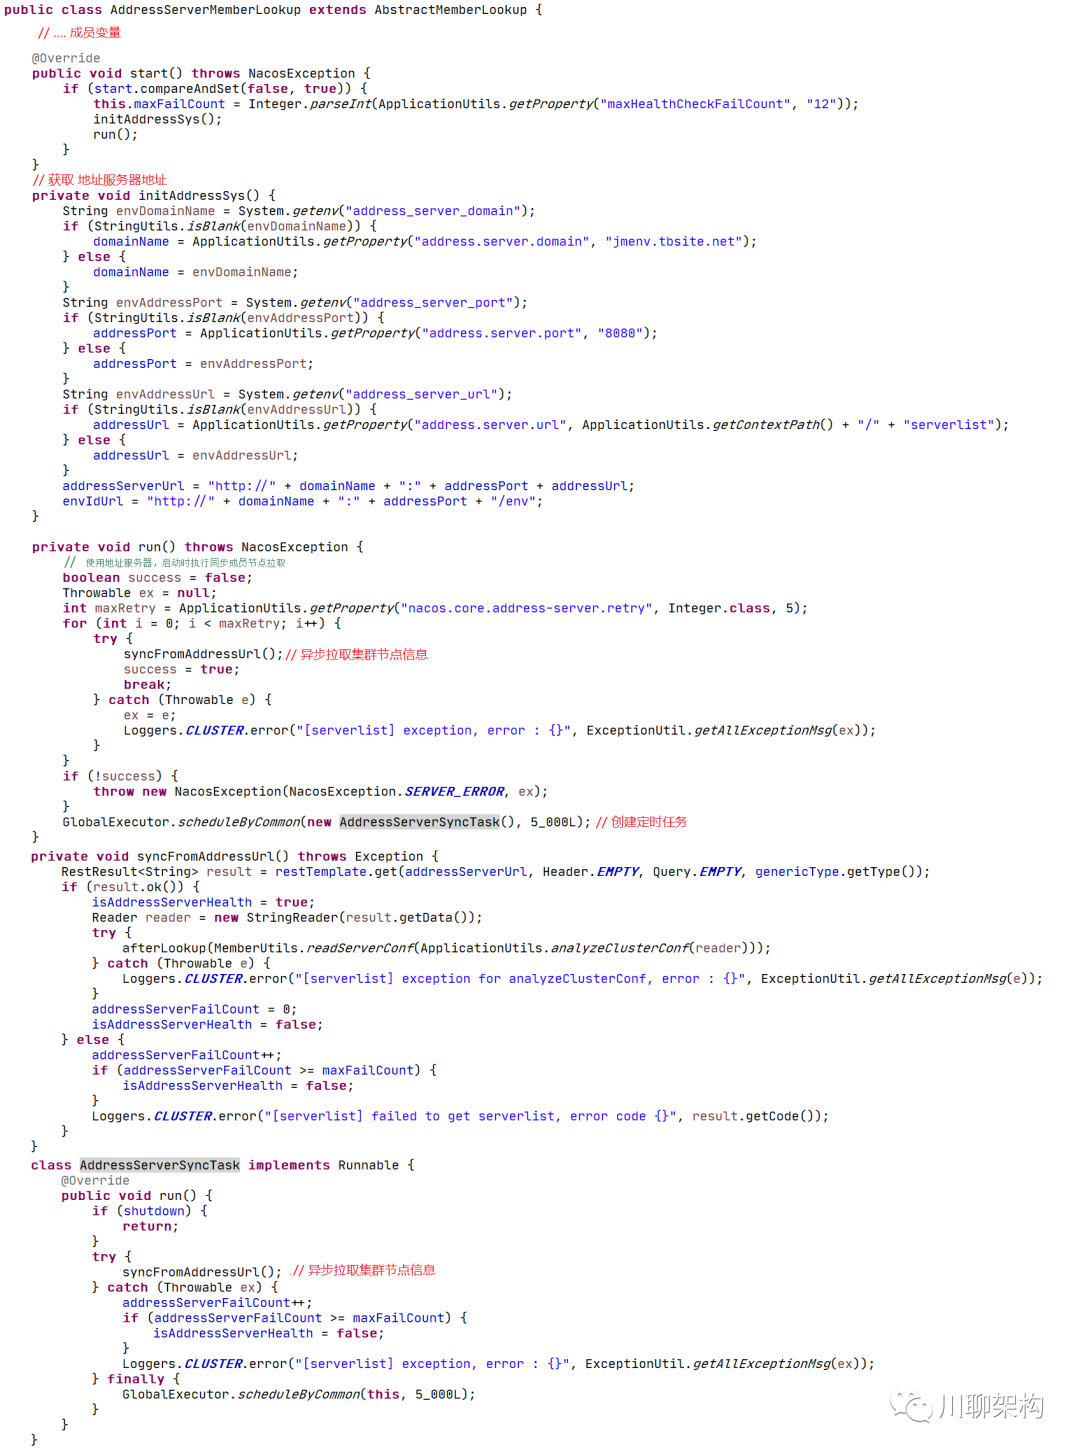 public class AddressServerMemberLookup extends AbstractMemberLookup {
// .... 成员变量
@Override
public void start() throws NacosException {
if (start.compareAndSet(false, true)) {
this.maxFailCount = Integer.parseInt(ApplicationUtils.getProperty("maxHealthCheckFailCount", "12"));
initAddressSys();
run();
}
}
// 获取 地址服务器地址
private void initAddressSys() {
String envDomainName = System.getenv("address_server_domain");
if (StringUtils.isBlank(envDomainName)) {
domainName = ApplicationUtils.getProperty("address.server.domain", "jmenv.tbsite.net");
} else {
domainName = envDomainName;
}
String envAddressPort = System.getenv("address_server_port");
if (StringUtils.isBlank(envAddressPort)) {
addressPort = ApplicationUtils.getProperty("address.server.port", "8080");
} else {
addressPort = envAddressPort;
}
String envAddressUrl = System.getenv("address_server_url");
if (StringUtils.isBlank(envAddressUrl)) {
addressUrl = ApplicationUtils.getProperty("address.server.url", ApplicationUtils.getContextPath() + "/" + "serverlist");
} else {
addressUrl = envAddressUrl;
}
addressServerUrl = "http://" + domainName + ":" + addressPort + addressUrl;
envIdUrl = "http://" + domainName + ":" + addressPort + "/env";
}
private void run() throws NacosException {
// 使用地址服务器，启动时执行同步成员节点拉取
boolean success = false;
Throwable ex = null;
int maxRetry = ApplicationUtils.getProperty("nacos.core.address-server.retry", Integer.class, 5);
for (int i = 0; i < maxRetry; i++) {
try {
syncFromAddressUrl(); // 异步拉取集群节点信息
success = true;
break;
} catch (Throwable e) {
ex = e;
Loggers.CLUSTER.error("[serverlist] exception, error : {}", ExceptionUtil.getAllExceptionMsg(ex));
}
}
if (!success) {
throw new NacosException(NacosException.SERVER_ERROR, ex);
}
GlobalExecutor.scheduleByCommon(new AddressServerSyncTask(), 5_000L); // 创建定时任务
}
private void syncFromAddressUrl() throws Exception {
RestResult<String> result = restTemplate.get(addressServerUrl, Header.EMPTY, Query.EMPTY, genericType.getType());
if (result.ok()) {
isAddressServerHealth = true;
Reader reader = new StringReader(result.getData());
try {
afterLookup(MemberUtils.readServerConf(ApplicationUtils.analyzeClusterConf(reader)));
} catch (Throwable e) {
Loggers.CLUSTER.error("[serverlist] exception for analyzeClusterConf, error : {}", ExceptionUtil.getAllExceptionMsg(e));
}
addressServerFailCount = 0;
isAddressServerHealth = false;
} else {
addressServerFailCount++;
if (addressServerFailCount >= maxFailCount) {
isAddressServerHealth = false;
}
Loggers.CLUSTER.error("[serverlist] failed to get serverlist, error code {}", result.getCode());
}
}
class AddressServerSyncTask implements Runnable {
@Override
public void run() {
if (shutdown) {
return;
}
try {
syncFromAddressUrl(); // 异步拉取集群节点信息
} catch (Throwable ex) {
addressServerFailCount++;
if (addressServerFailCount >= maxFailCount) {
isAddressServerHealth = false;
}
Loggers.CLUSTER.error("[serverlist] exception, error : {}", ExceptionUtil.getAllExceptionMsg(ex));
} finally {
GlobalExecutor.scheduleByCommon(this, 5_000L);
}
}
}
川聊架构